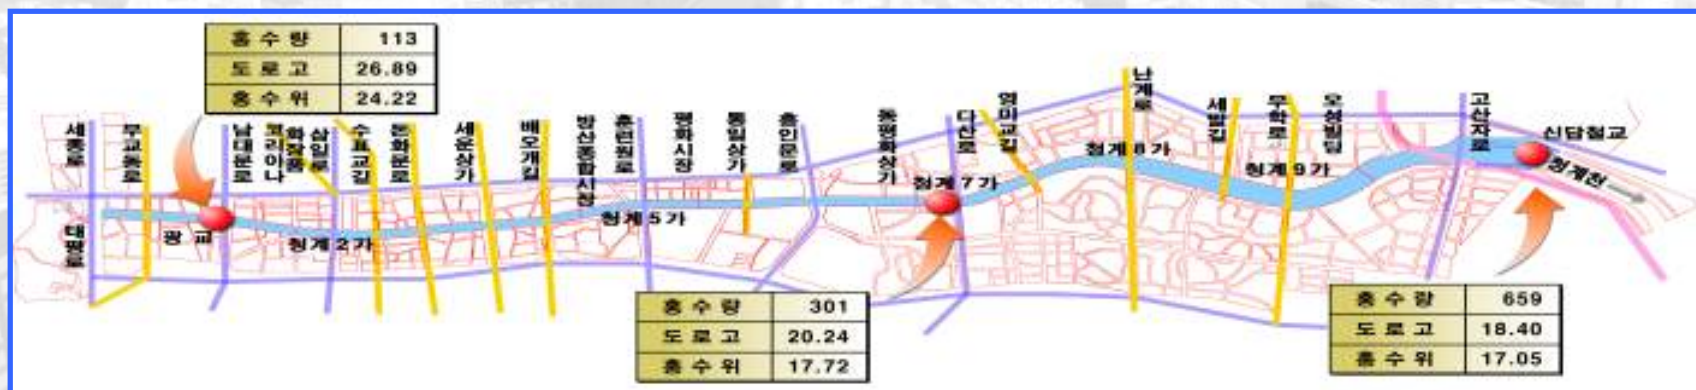 홍수량 113
도로고 26.89
홍수위 24.22
세종로
무교동로
남대문로
코리아나
화장품
삼일로
수표교길
돈화문로
세운상가
배오개길
방산종합시장
훈련원로
평화시장
통일상가
흥인문로
동평화상가
다산로
영미교길
난계로
세밭길
무학로
오성빌딩
고산자로
신답철교
청계천
대평로
광교
청계2가
청계5가
청계7가
청계8가
청계9가
홍수량 301
도로고 20.24
홍수위 17.72
홍수량 659
도로고 18.40
홍수위 17.05